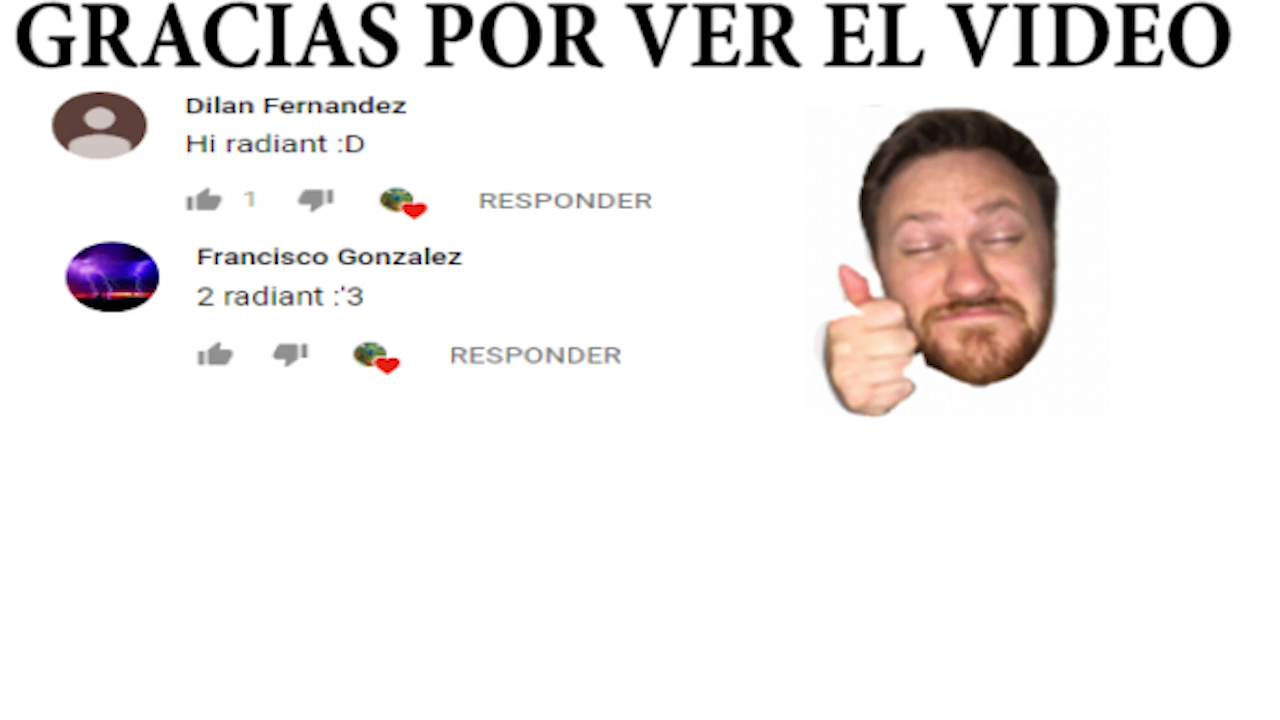 GRACIAS POR VER EL VIDEO
Dilan Fernandez
Hi radiant :D
1 RESPONDER
Francisco Gonzalez
2 radiant :'3
RESPONDER